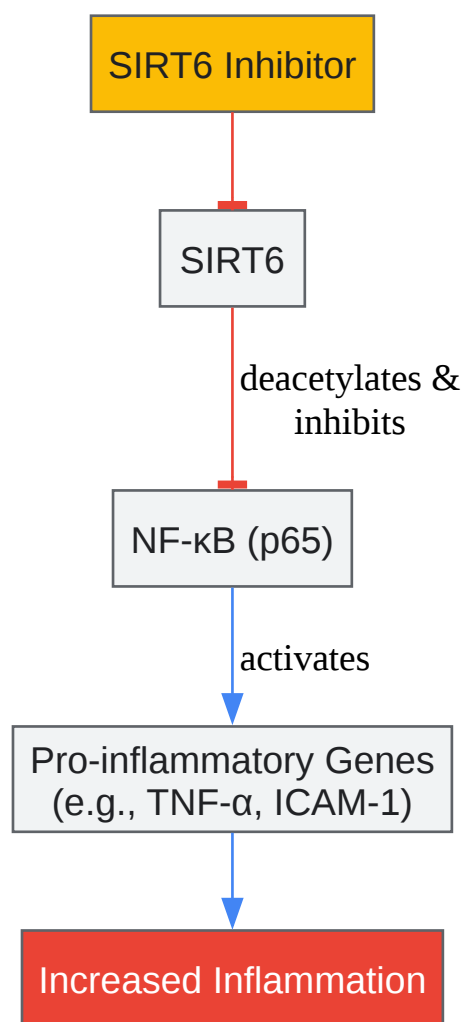 SIRT6 Inhibitor
SIRT6
deacetylates &
inhibits
NF-κB (p65)
activates
Pro-inflammatory Genes
(e.g., TNF-α, ICAM-1)
Increased Inflammation